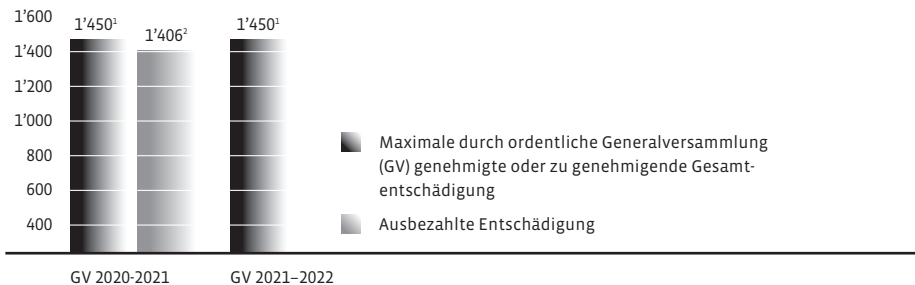 1’600
1’450¹
1’406²
1’450¹
1’400
1’200
1’000
800
600
400
Maximale durch ordentliche Generalversammlung
(GV) genehmigte oder zu genehmigende Gesamt-
entschädigung
Ausbezahlte Entschädigung
GV 2020-2021
GV 2021–2022